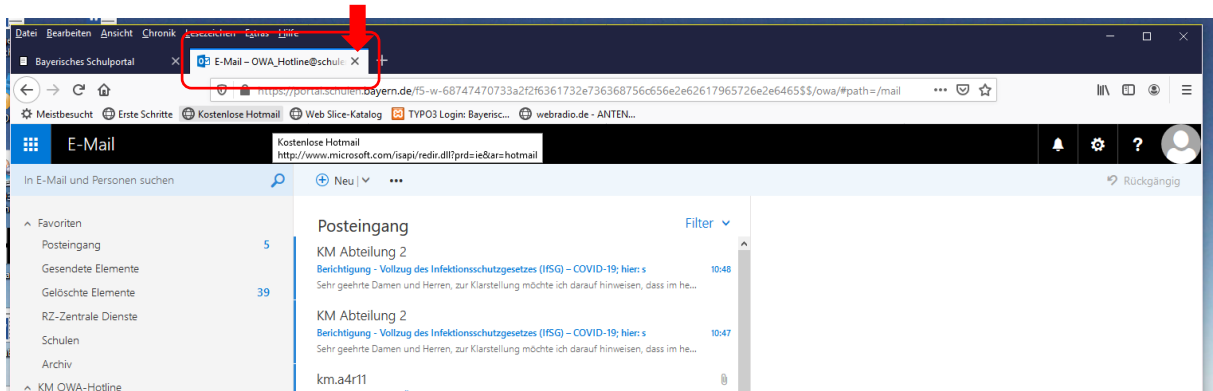 Datei Bearbeiten Ansicht Chronik Lesezeichen Extras Hilfe
Bayerisches Schulportal
E-Mail – OWA_Hotline@schule
https://portal.schulen.bayern.de/f5-w-68747470733a2f2f6361732e736368756c656e2e62617965726e2e6465$$/owa/#path=/mail
Meistbesucht Erste Schritte Kostenlose Hotmail Web Slice-Katalog TYPO3 Login: Bayerisc... webradio.de - ANTEN...
E-Mail
Kostenlose Hotmail
http://www.microsoft.com/isapi/redir.dll?prd=ie&ar=hotmail
In E-Mail und Personen suchen
Neu
Rückgängig
Favoriten
Posteingang 5
Gesendete Elemente
Gelöschte Elemente 39
RZ-Zentrale Dienste
Schulen
Archiv
KM OWA-Hotline
Posteingang
Filter
KM Abteilung 2
Berichtigung - Vollzug des Infektionsschutzgesetzes (IfSG) – COVID-19; hier: s 10:48
Sehr geehrte Damen und Herren, zur Klarstellung möchte ich darauf hinweisen, dass im he...
KM Abteilung 2
Berichtigung - Vollzug des Infektionsschutzgesetzes (IfSG) – COVID-19; hier: s 10:47
Sehr geehrte Damen und Herren, zur Klarstellung möchte ich darauf hinweisen, dass im he...
km.a4r11